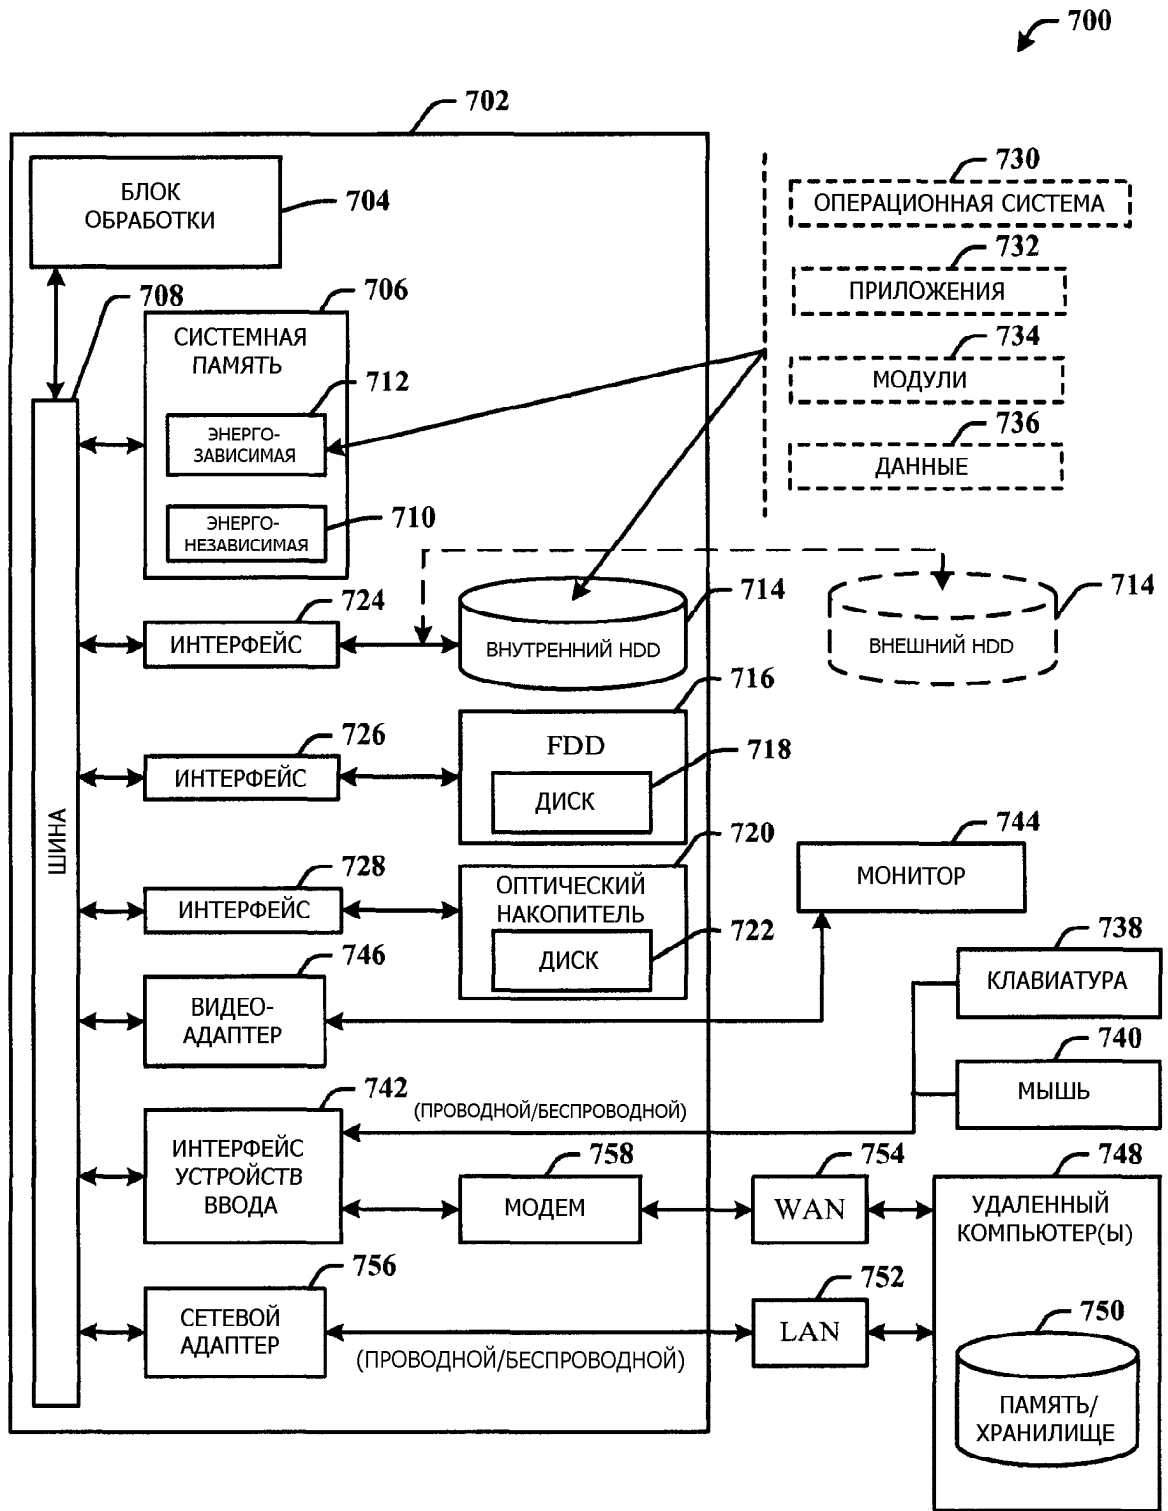 700
702
БЛОК
ОБРАБОТКИ
704
730
ОПЕРАЦИОННАЯ СИСТЕМА
732
ПРИЛОЖЕНИЯ
734
МОДУЛИ
736
ДАННЫЕ
708
706
СИСТЕМНАЯ
ПАМЯТЬ
712
ЭНЕРГО-
ЗАВИСИМАЯ
710
ЭНЕРГО-
НЕЗАВИСИМАЯ
724
ИНТЕРФЕЙС
714
ВНУТРЕННИЙ HDD
714
ВНЕШНИЙ HDD
716
FDD
726
ИНТЕРФЕЙС
718
ДИСК
ШИНА
720
ОПТИЧЕСКИЙ
НАКОПИТЕЛЬ
728
ИНТЕРФЕЙС
722
ДИСК
744
МОНИТОР
746
ВИДЕО-
АДАПТЕР
738
КЛАВИАТУРА
740
МЫШЬ
742
(ПРОВОДНОЙ/БЕСПРОВОДНОЙ)
ИНТЕРФЕЙС
УСТРОЙСТВ
ВВОДА
758
МОДЕМ
754
WAN
748
УДАЛЕННЫЙ
КОМПЬЮТЕР(Ы)
756
СЕТЕВОЙ
АДАПТЕР
(ПРОВОДНОЙ/БЕСПРОВОДНОЙ)
752
LAN
750
ПАМЯТЬ/
ХРАНИЛИЩЕ